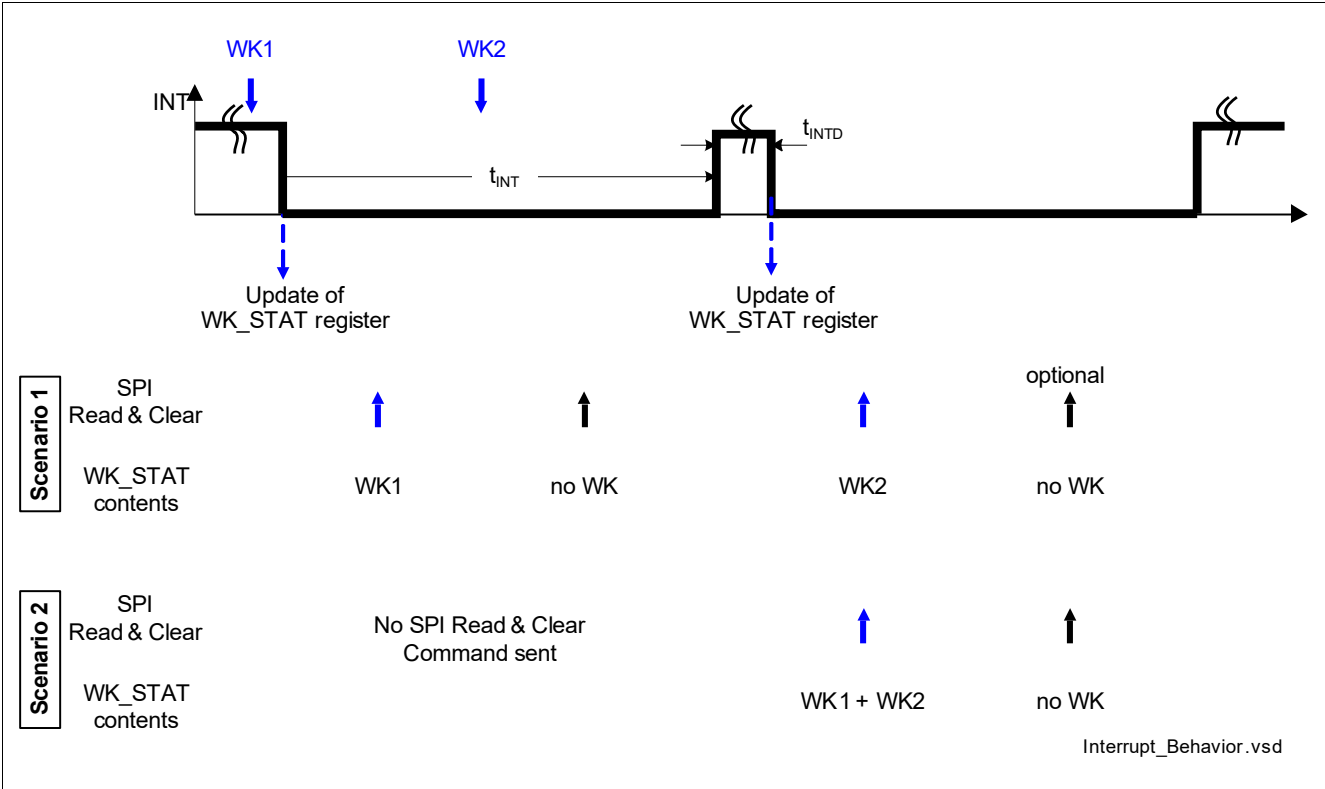 WK1
WK2
INT
tINTD
tINT
Update of
WK_STAT register
Update of
WK_STAT register
Scenario 1
SPI
Read & Clear
optional
WK_STAT
contents
WK1
no WK
WK2
no WK
Scenario 2
SPI
Read & Clear
No SPI Read & Clear
Command sent
WK_STAT
contents
WK1 + WK2
no WK
Interrupt_Behavior.vsd